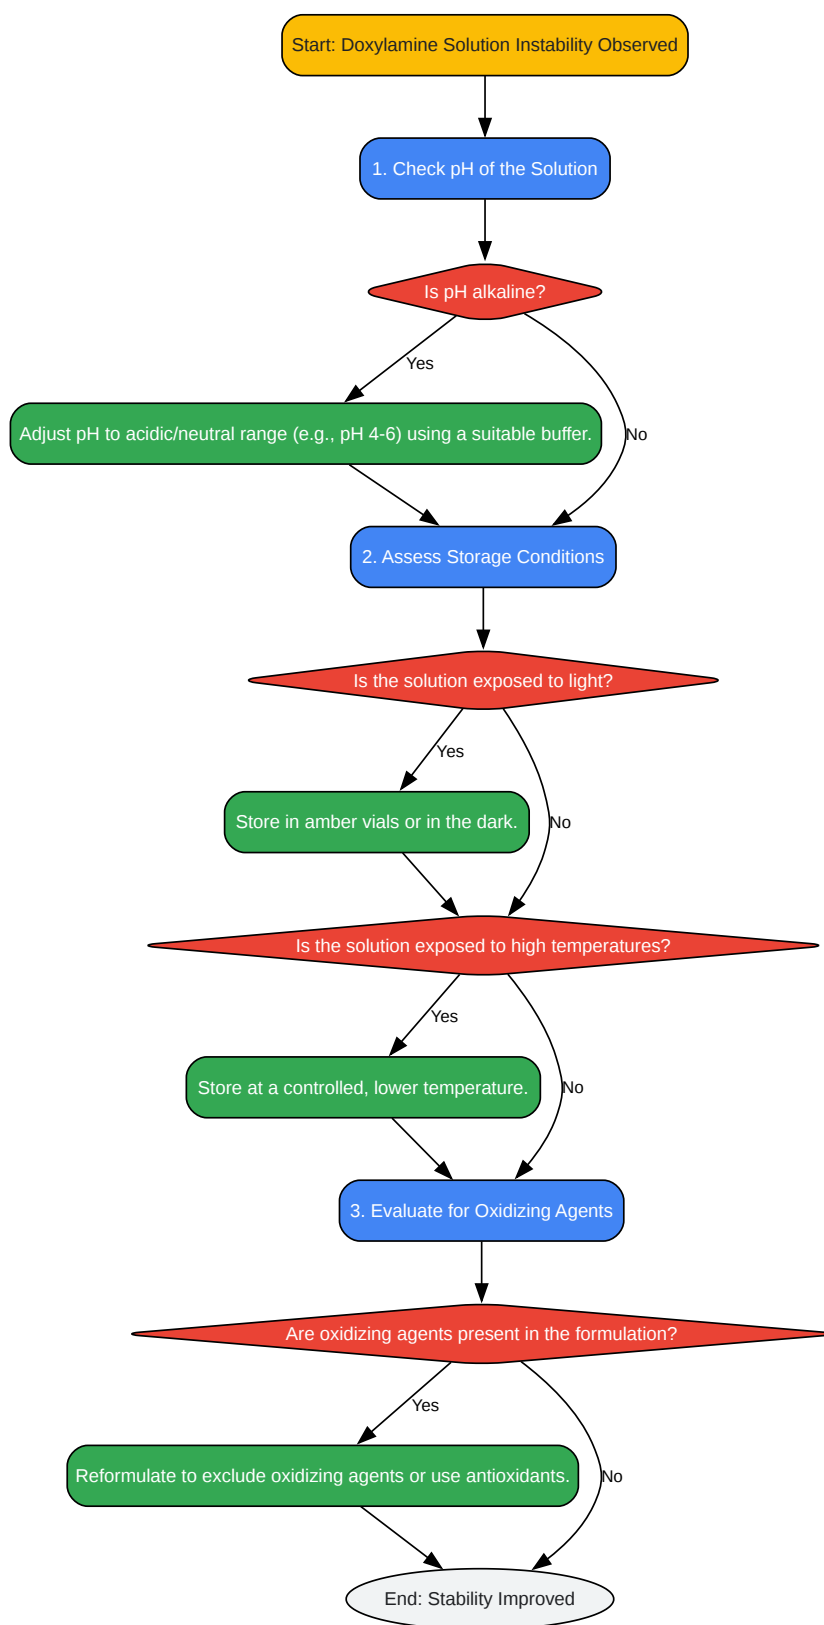 Start: Doxylamine Solution Instability Observed
1. Check pH of the Solution
Is pH alkaline?
Yes
Adjust pH to acidic/neutral range (e.g., pH 4-6) using a suitable buffer.
No
2. Assess Storage Conditions
Is the solution exposed to light?
Yes
Store in amber vials or in the dark.
No
Is the solution exposed to high temperatures?
Yes
Store at a controlled, lower temperature.
No
3. Evaluate for Oxidizing Agents
Are oxidizing agents present in the formulation?
Yes
Reformulate to exclude oxidizing agents or use antioxidants.
No
End: Stability Improved